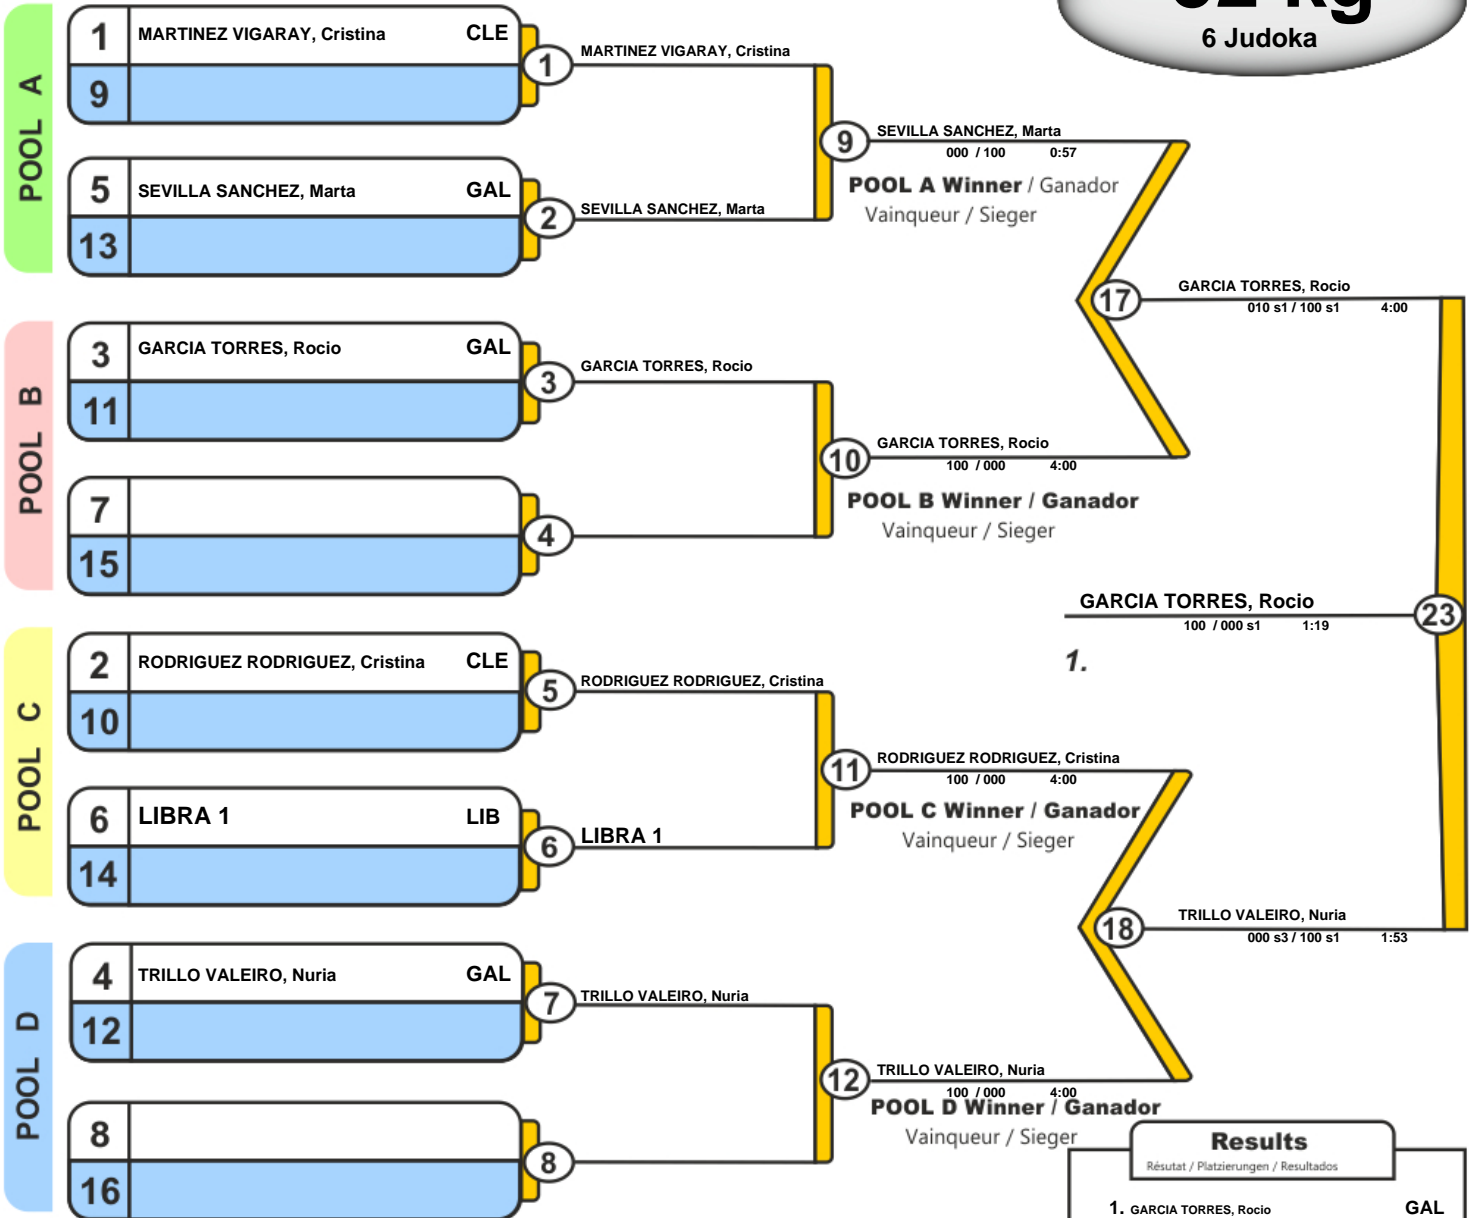 6 Judoka
POOL A
1 MARTINEZ VIGARAY, Cristina CLE
9
1 MARTINEZ VIGARAY, Cristina
5 SEVILLA SANCHEZ, Marta GAL
13
2 SEVILLA SANCHEZ, Marta
9 SEVILLA SANCHEZ, Marta
000 / 100 0:57
POOL A Winner / Ganador
Vainqueur / Sieger
POOL B
3 GARCIA TORRES, Rocio GAL
11
3 GARCIA TORRES, Rocio
7
15
4
10 GARCIA TORRES, Rocio
100 / 000 4:00
POOL B Winner / Ganador
Vainqueur / Sieger
17 GARCIA TORRES, Rocio
010 s1 / 100 s1 4:00
GARCIA TORRES, Rocio 23
100 / 000 s1 1:19
1.
POOL C
2 RODRIGUEZ RODRIGUEZ, Cristina CLE
10
5 RODRIGUEZ RODRIGUEZ, Cristina
6 LIBRA 1 LIB
14
6 LIBRA 1
11 RODRIGUEZ RODRIGUEZ, Cristina
100 / 000 4:00
POOL C Winner / Ganador
Vainqueur / Sieger
18 TRILLO VALEIRO, Nuria
000 s3 / 100 s1 1:53
POOL D
4 TRILLO VALEIRO, Nuria GAL
12
7 TRILLO VALEIRO, Nuria
8
16
8
12 TRILLO VALEIRO, Nuria
100 / 000 4:00
POOL D Winner / Ganador
Vainqueur / Sieger
Results
Résutat / Platzierungen / Resultados
1. GARCIA TORRES, Rocio GAL